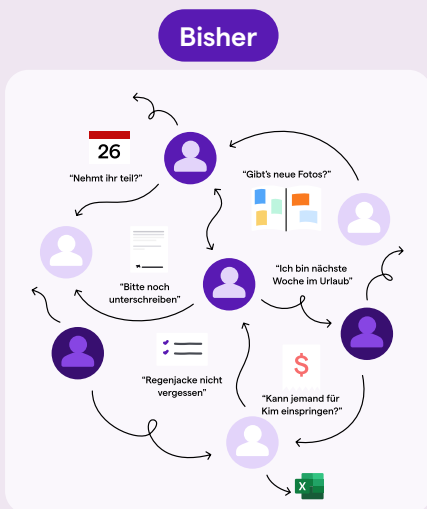 Bisher
26
“Nehmt ihr teil?”
“Gibt's neue Fotos?”
“Bitte noch
unterschreiben”
“Ich bin nächste
Woche im Urlaub”
“Regenjacke nicht
vergessen”
$
“Kann jemand für
Kim einspringen?”
X